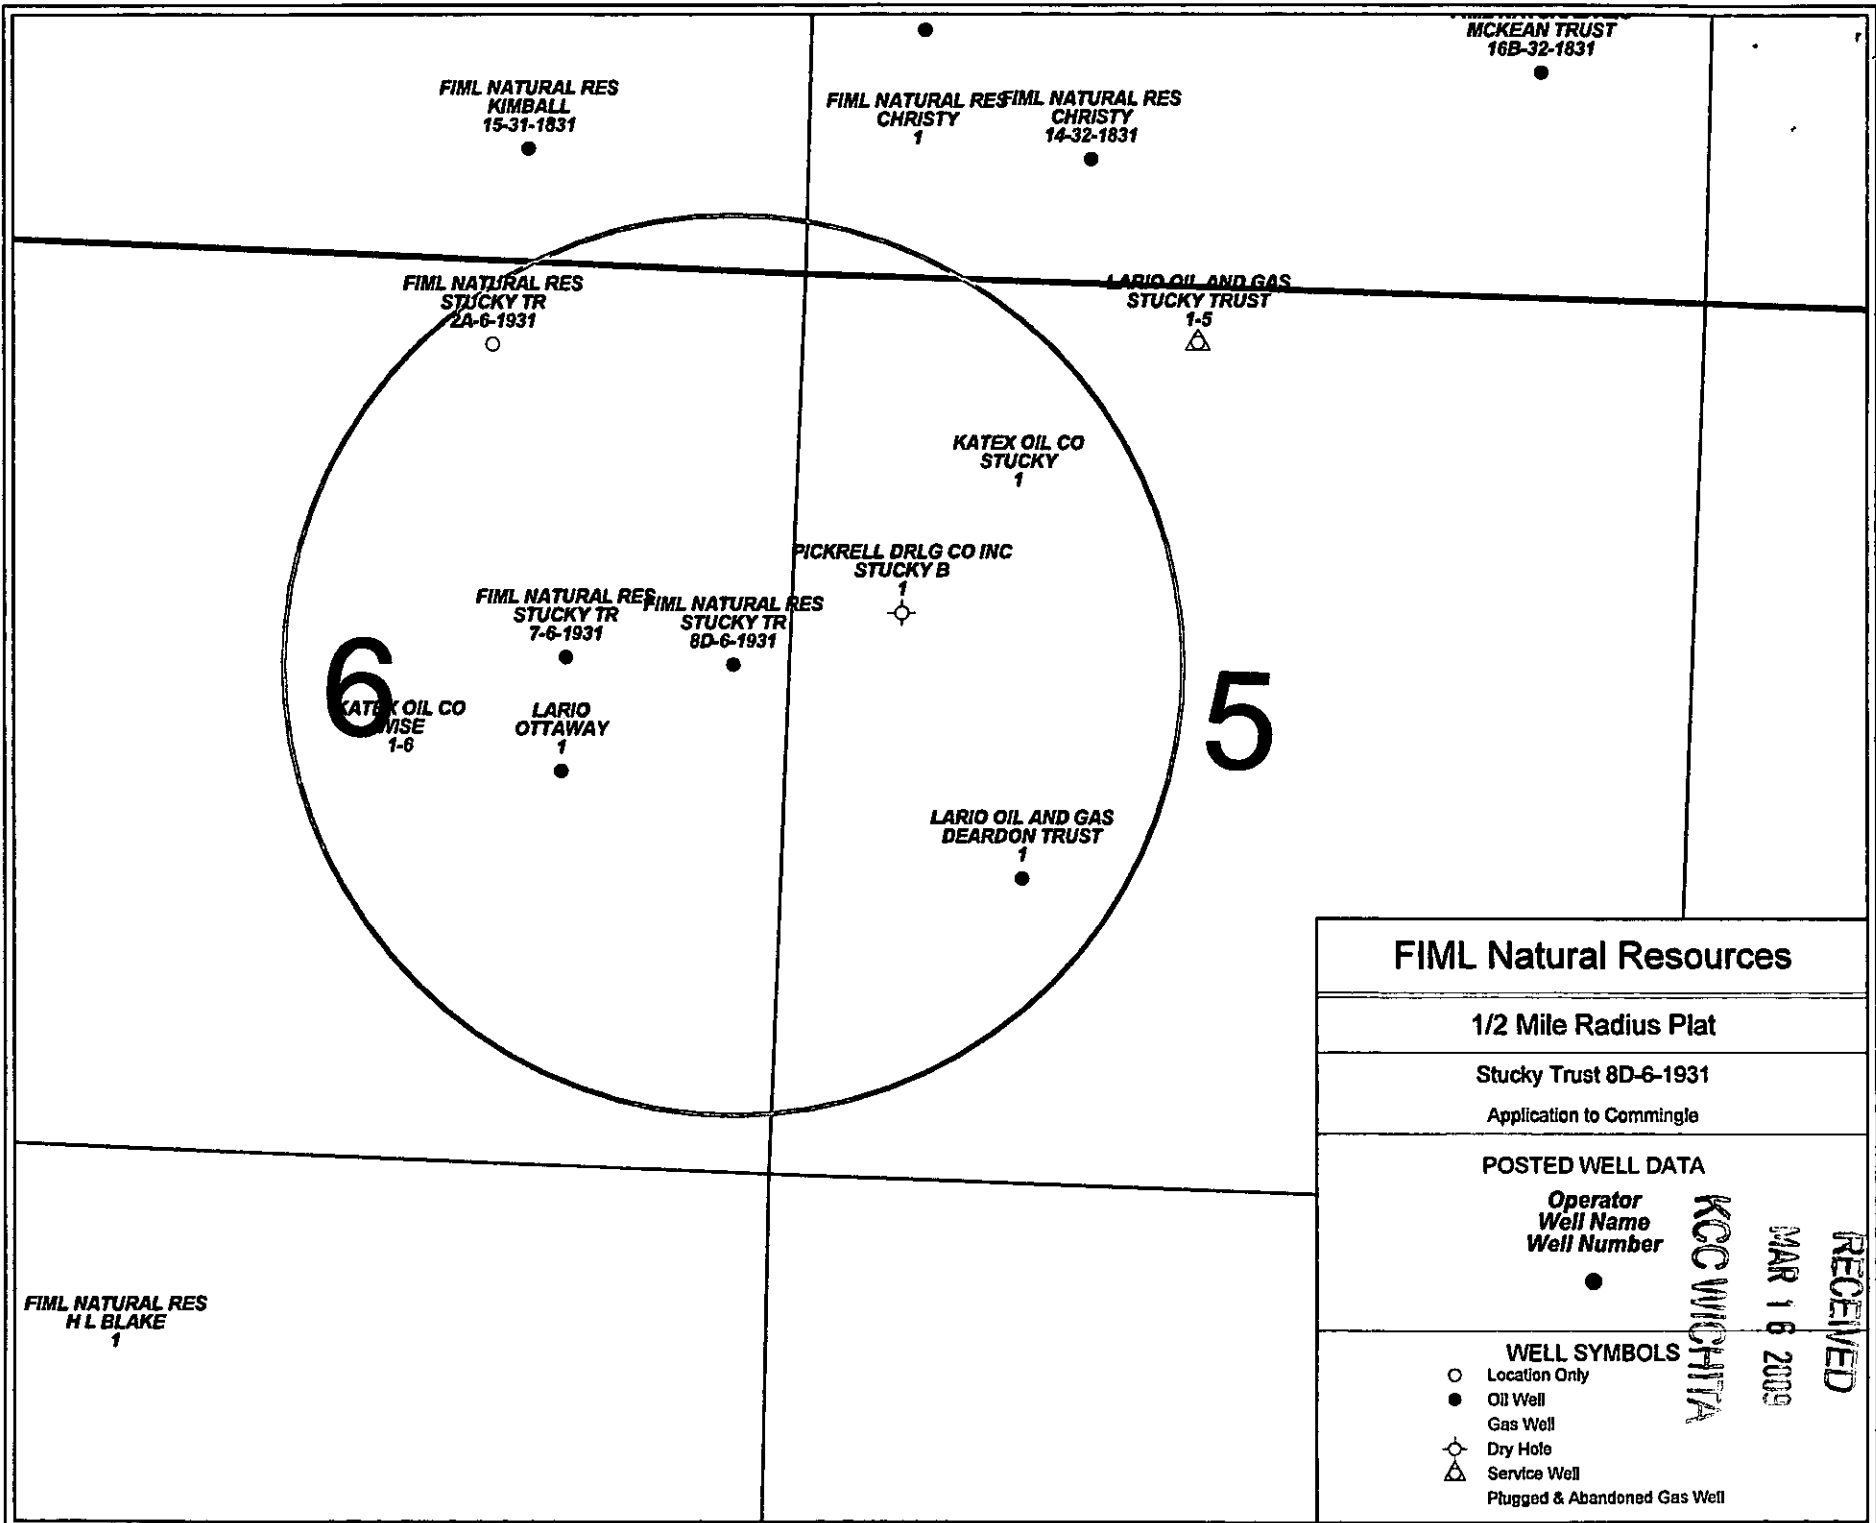 MCKEAN TRUST
16B-32-1831
FIML NATURAL RES
KIMBALL
15-31-1831
FIML NATURAL RES
CHRISTY
1
FIML NATURAL RES
CHRISTY
14-32-1831
FIML NATURAL RES
STUCKY TR
2A-6-1931
LARIO OIL AND GAS
STUCKY TRUST
1-5
KATEX OIL CO
STUCKY
1
PICKRELL DRLG CO INC
STUCKY B
1
FIML NATURAL RES
STUCKY TR
7-6-1931
FIML NATURAL RES
STUCKY TR
8D-6-1931
6
KATEX OIL CO
WISE
1-6
LARIO
OTTAWAY
1
5
LARIO OIL AND GAS
DEARDON TRUST
1
FIML NATURAL RES
H L BLAKE
1
FIML Natural Resources
1/2 Mile Radius Plat
Stucky Trust 8D-6-1931
Application to Commingle
POSTED WELL DATA
Operator
Well Name
Well Number
WELL SYMBOLS
Location Only
Oil Well
Gas Well
Dry Hole
Service Well
Plugged & Abandoned Gas Well
RECEIVED
MAR 16 2009
KCC WICHITA